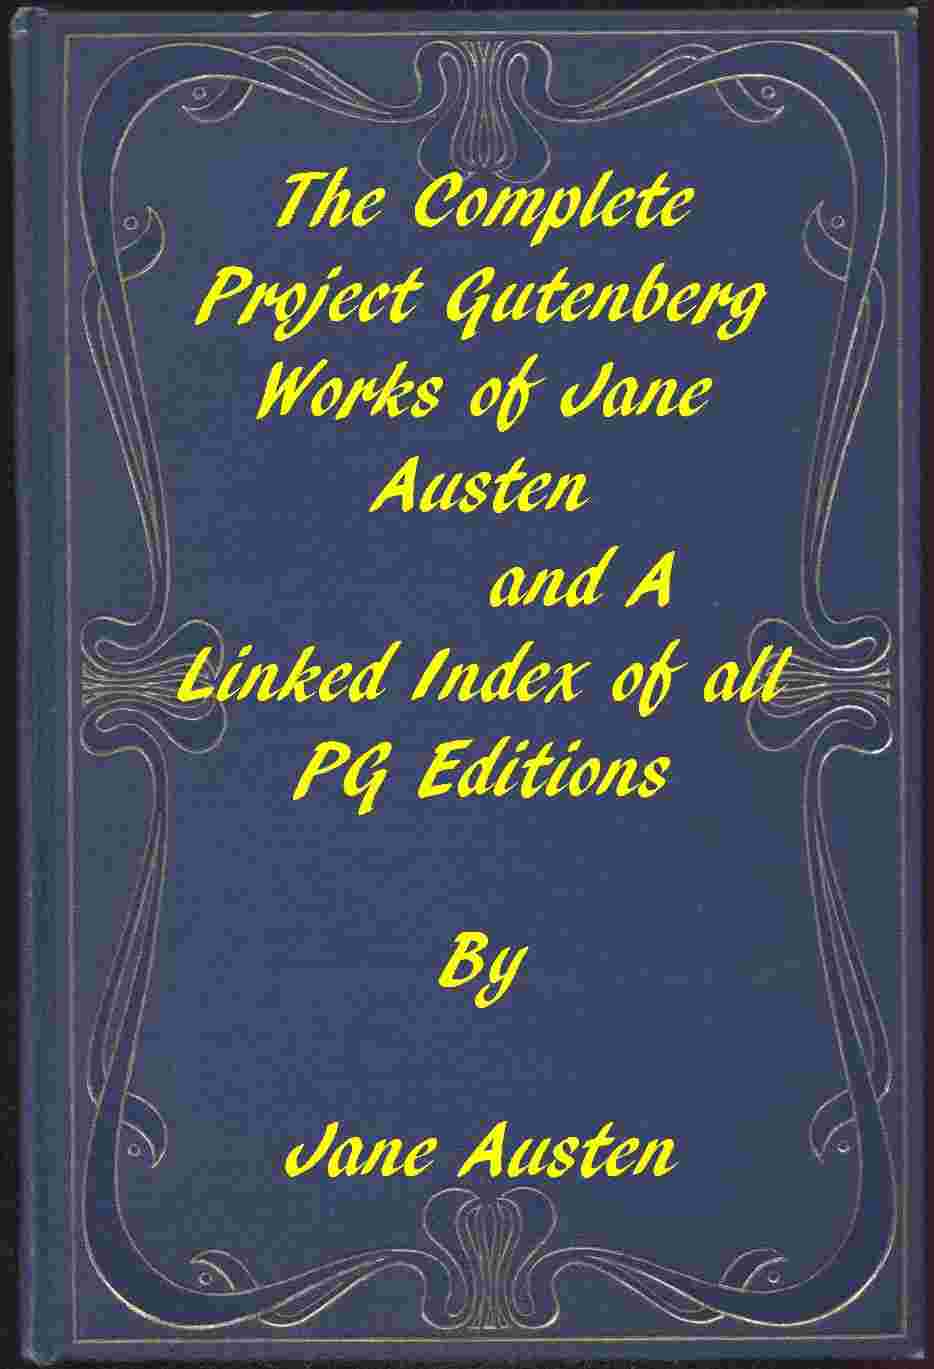 The Complete
Project Gutenberg
Works of Jane
Austen
and A
Linked Index of all
PG Editions
By
Jane Austen